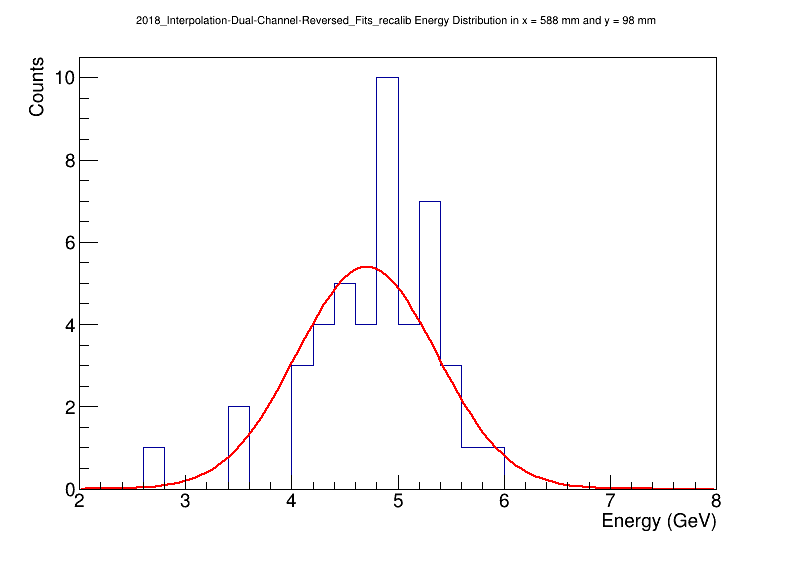 2018_Interpolation-Dual-Channel-Reversed_Fits_recalib Energy Distribution in x = 588 mm and y = 98 mm
Counts
10
8
6
4
2
0
2 3 4 5 6 7 8
Energy (GeV)